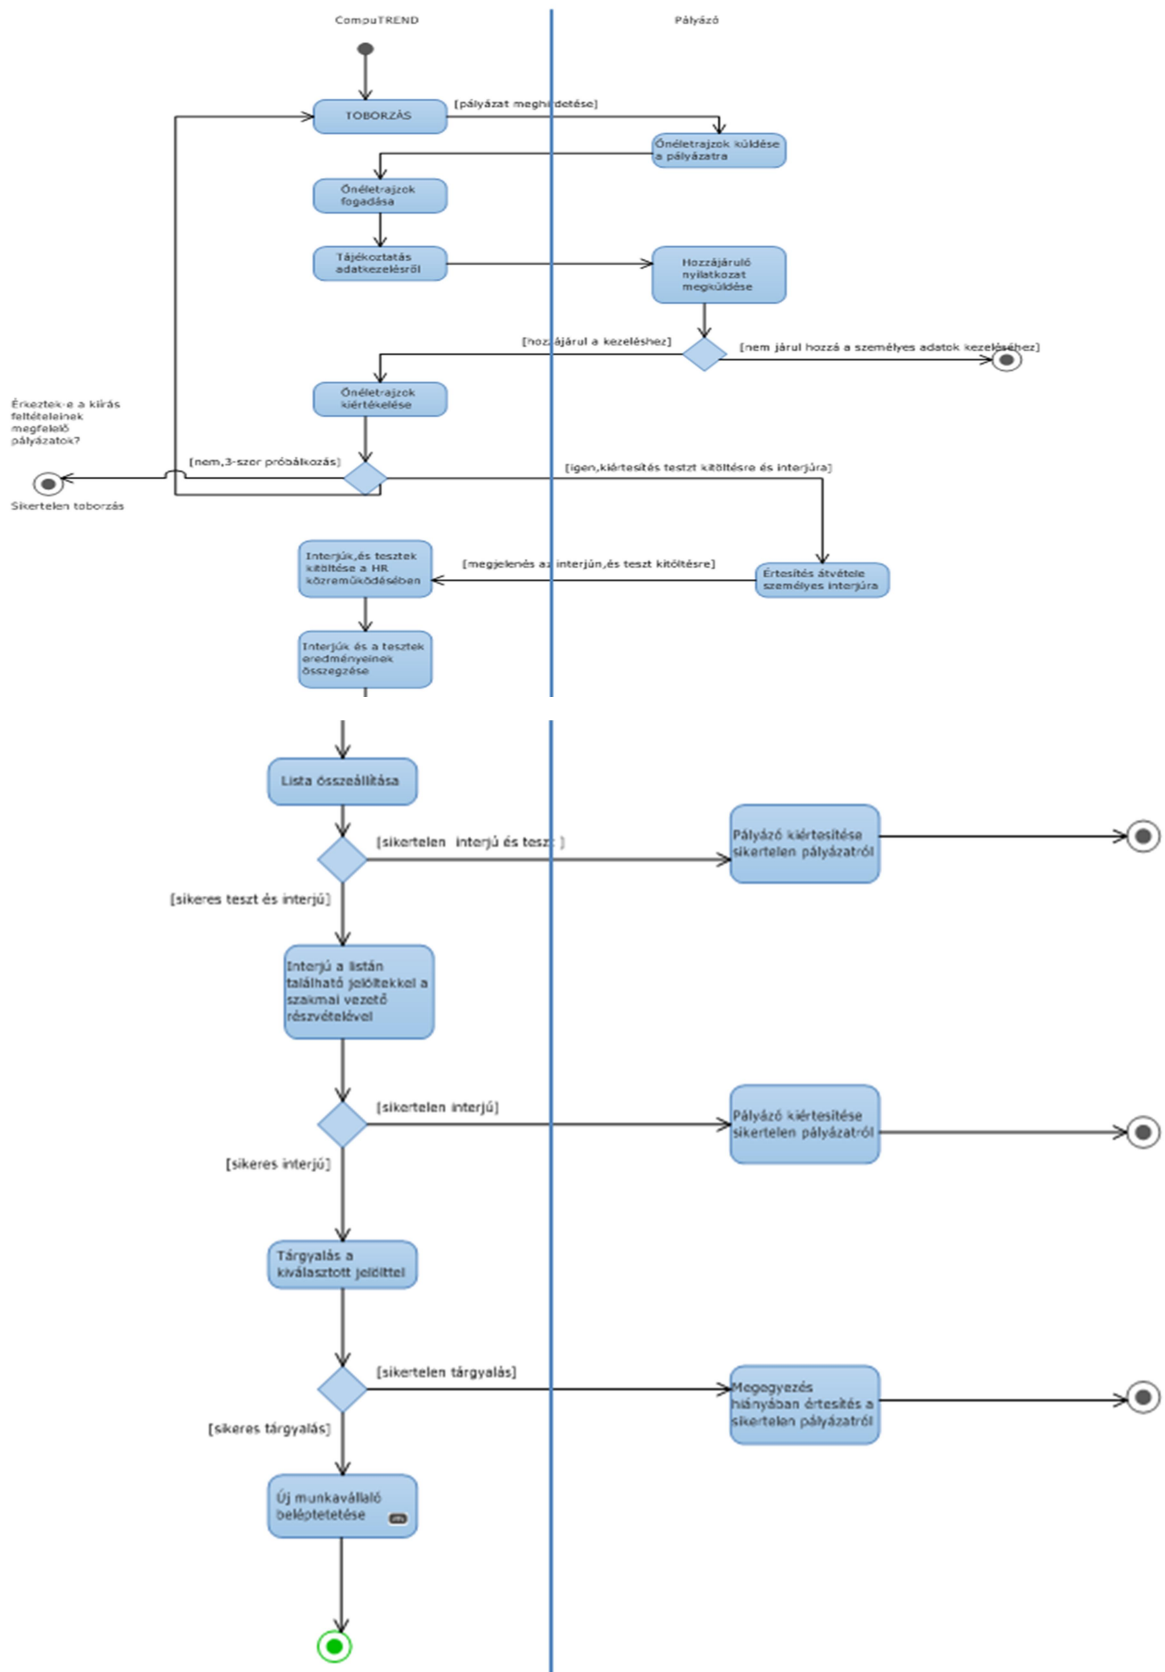 CompuTREND
Pályázó
TOBORZÁS
[pályázat meghirdetése]
Önéletrajzok küldése
a pályázatra
Önéletrajzok
fogadása
Tájékoztatás
adatkezelésről
Hozzájáruló
nyilatkozat
megküldése
[hozzájárul a kezeléshez]
[nem járul hozzá a személyes adatok kezeléséhez]
Önéletrajzok
kiértékelése
Érkeztek-e a kiírás
feltételeinek
megfelelő
pályázatok?
[nem,3-szor próbálkozás]
[igen,kiértesítés testzt kitöltésre és interjúra]
Sikertelen toborzás
Interjúk,és tesztek
kitöltése a HR
közreműködésében
[megjelenés az interjún,és teszt kitöltésre]
Értesítés átvétele
személyes interjúra
Interjúk és a tesztek
eredményeinek
összegzése
Lista összeállítása
[sikertelen interjú és teszt ]
Pályázó kiértesítése
sikertelen pályázatról
[sikeres teszt és interjú]
Interjú a listán
található jelöltekkel a
szakmai vezető
részvételével
[sikertelen interjú]
Pályázó kiértesítése
sikertelen pályázatról
[sikeres interjú]
Tárgyalás a
kiválasztott jelölttel
[sikertelen tárgyalás]
Megegyezés
hiányában értesítés a
sikertelen pályázatról
[sikeres tárgyalás]
Új munkavállaló
beléptetetése